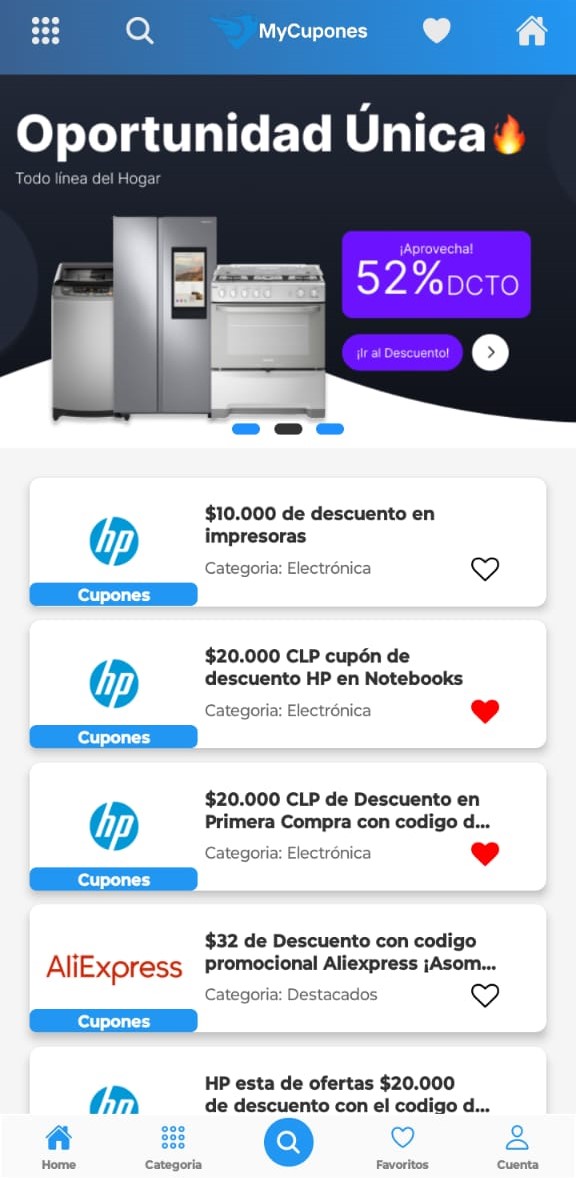 MyCupones
Oportunidad Única🔥
Todo línea del Hogar
¡Aprovecha!
52%DCTO
¡Ir al Descuento!
hp
$10.000 de descuento en
impresoras
Categoria: Electrónica
Cupones
hp
$20.000 CLP cupón de
descuento HP en Notebooks
Categoria: Electrónica
Cupones
hp
$20.000 CLP de Descuento en
Primera Compra con codigo d...
Categoria: Electrónica
Cupones
AliExpress
$32 de Descuento con codigo
promocional Aliexpress ¡Asom...
Categoria: Destacados
Cupones
hp
HP esta de ofertas $20.000
de descuento con el codigo d...
Home
Categoria
Favoritos
Cuenta